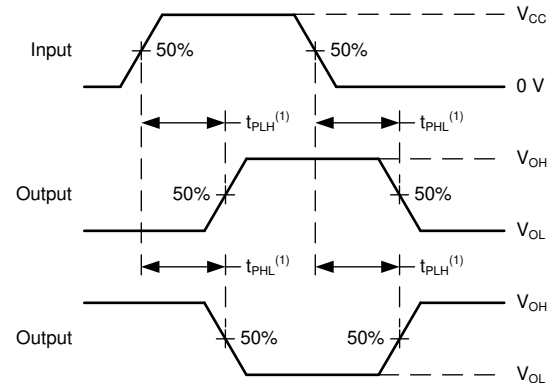 V_CC
Input
50%
50%
0 V
t_PLH^(1)
t_PHL^(1)
V_OH
Output
50%
50%
V_OL
t_PHL^(1)
t_PLH^(1)
V_OH
Output
50%
50%
V_OL